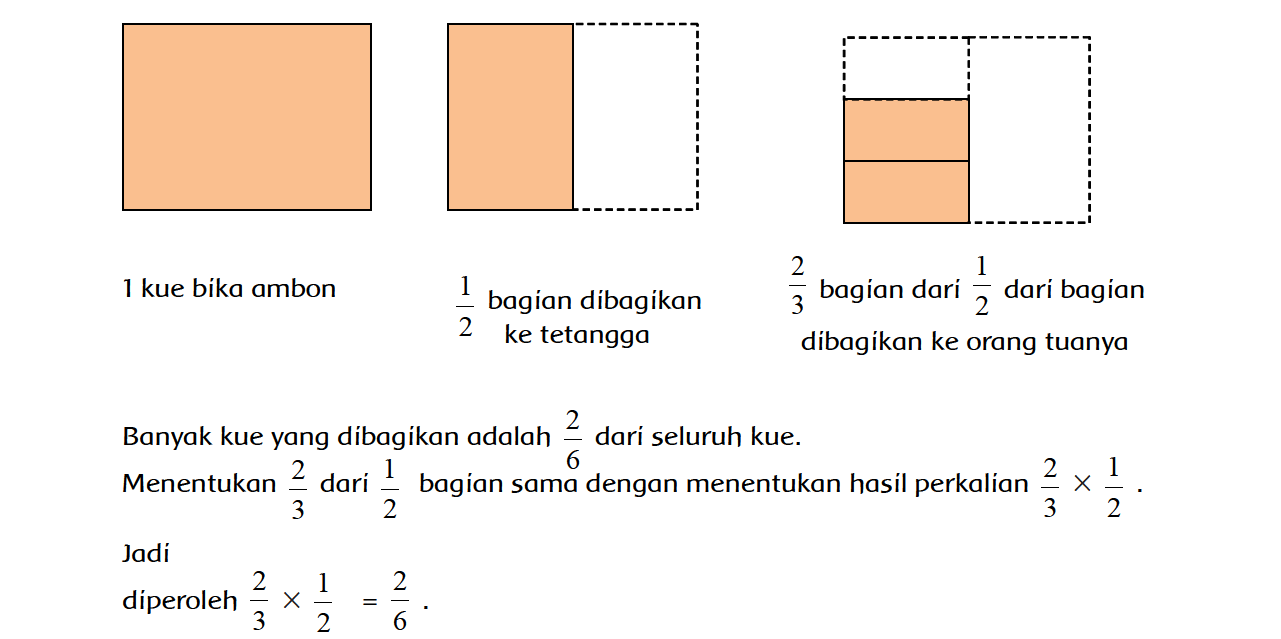 1 kue bika ambon
1/2 bagian dibagikan
ke tetangga
2/3 bagian dari 1/2 dari bagian
dibagikan ke orang tuanya
Banyak kue yang dibagikan adalah 2/6 dari seluruh kue.
Menentukan 2/3 dari 1/2 bagian sama dengan menentukan hasil perkalian 2/3 × 1/2 .
Jadi
diperoleh 2/3 × 1/2 = 2/6 .